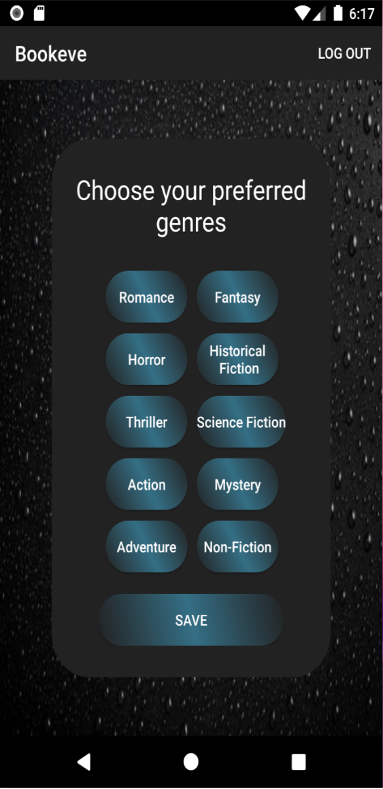 6:17
Bookeve
LOG OUT
Choose your preferred
genres
Romance
Fantasy
Horror
Historical
Fiction
Thriller
Science Fiction
Action
Mystery
Adventure
Non-Fiction
SAVE